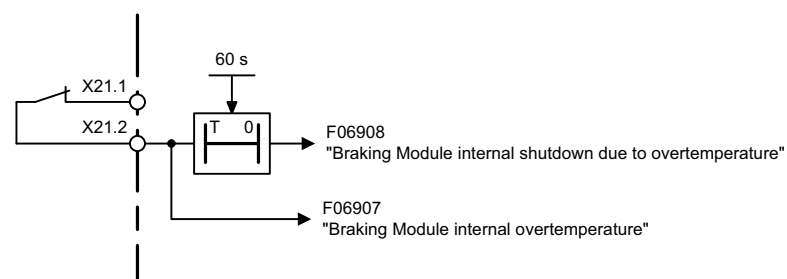 60 s
X21.1
X21.2
T 0
F06908
"Braking Module internal shutdown due to overtemperature"
F06907
"Braking Module internal overtemperature"